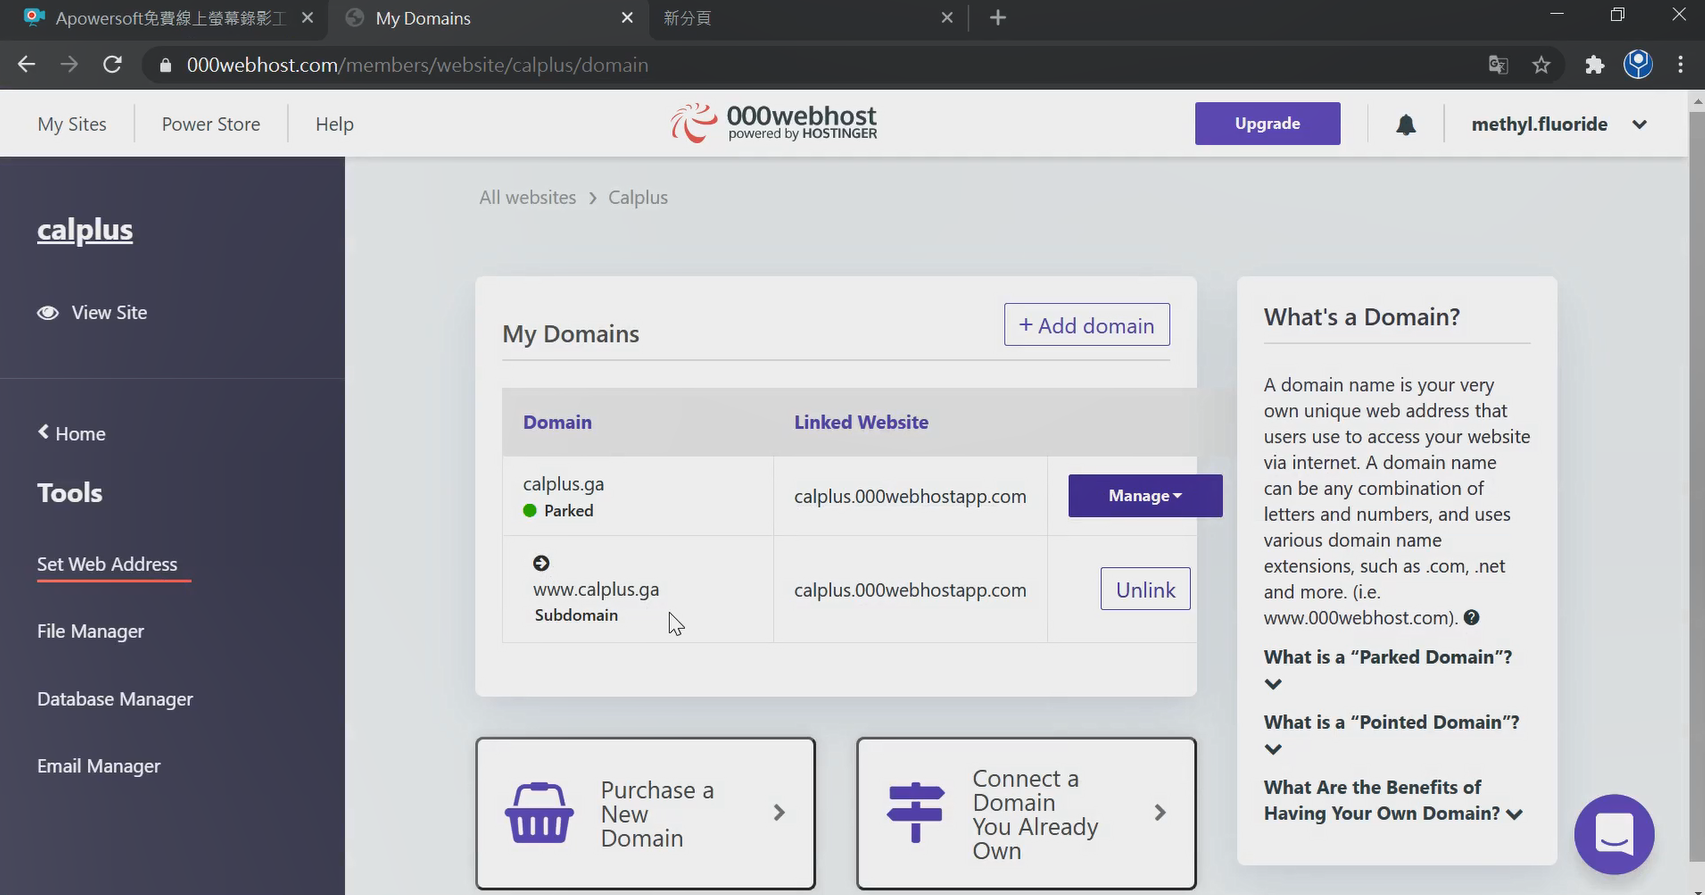 Apowersoft免費線上螢幕錄影工
My Domains
新分頁
000webhost.com/members/website/calplus/domain
My Sites
Power Store
Help
000webhost
powered by HOSTINGER
Upgrade
methyl.fluoride
calplus
View Site
Home
Tools
Set Web Address
File Manager
Database Manager
Email Manager
All websites > Calplus
My Domains
+ Add domain
Domain
Linked Website
calplus.ga
Parked
calplus.000webhostapp.com
Manage
www.calplus.ga
Subdomain
calplus.000webhostapp.com
Unlink
Purchase a
New
Domain
Connect a
Domain
You Already
Own
What's a Domain?
A domain name is your very
own unique web address that
users use to access your website
via internet. A domain name
can be any combination of
letters and numbers, and uses
various domain name
extensions, such as .com, .net
and more. (i.e.
www.000webhost.com).
What is a “Parked Domain”?
What is a “Pointed Domain”?
What Are the Benefits of
Having Your Own Domain?